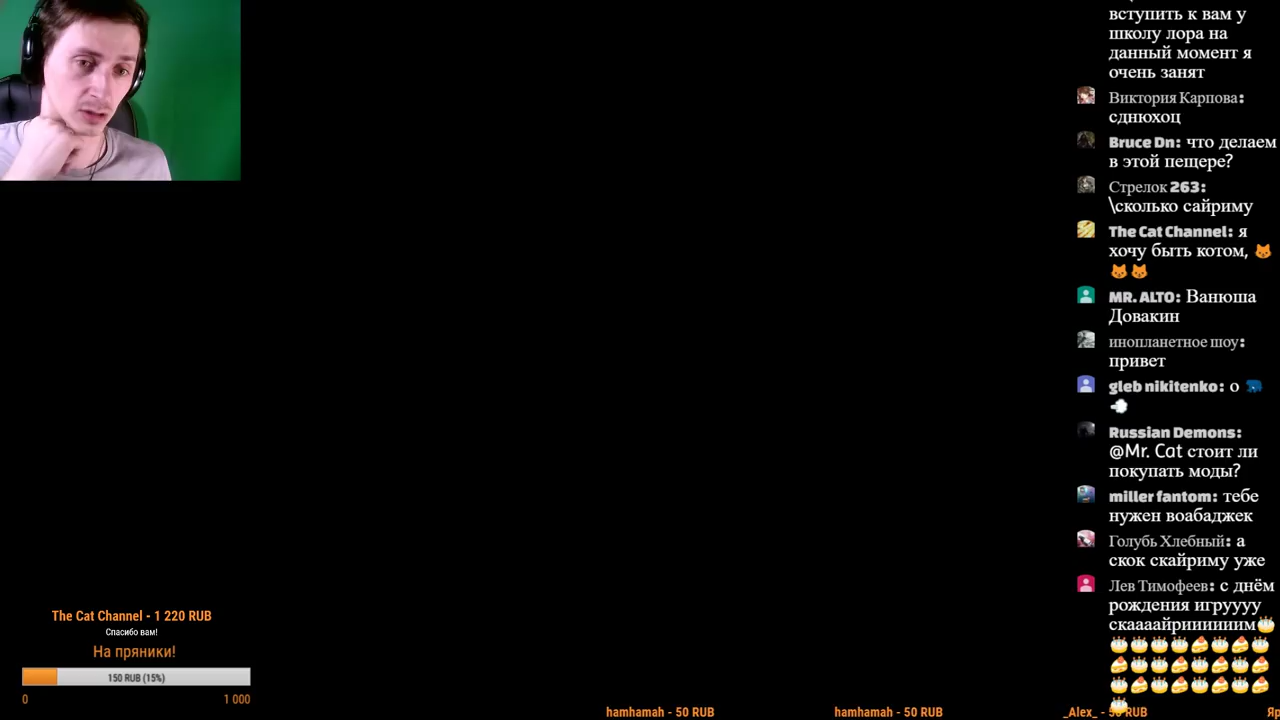 вступить к вам у
школу лора на
данный момент я
очень занят
Виктория Карпова:
сднюхоц
Bruce Dn: что делаем
в этой пещере?
Стрелок 263:
\сколько сайриму
The Cat Channel: я
хочу быть котом, 🐱
🐱🐱
MR. ALTO: Ванюша
Довакин
инопланетное шоу:
привет
gleb nikitenko: о
Russian Demons:
@Mr. Cat стоит ли
покупать моды?
miller fantom: тебе
нужен воабаджек
Голубь Хлебный: а
скок скайриму уже
Лев Тимофеев: с днём
рождения игруууу
скаааайриииииим🎂
The Cat Channel - 1 220 RUB
Спасибо вам!
На пряники!
150 RUB (15%)
0 1 000
hamhamah - 50 RUB hamhamah - 50 RUB _Alex_ - 50 RUB Яр